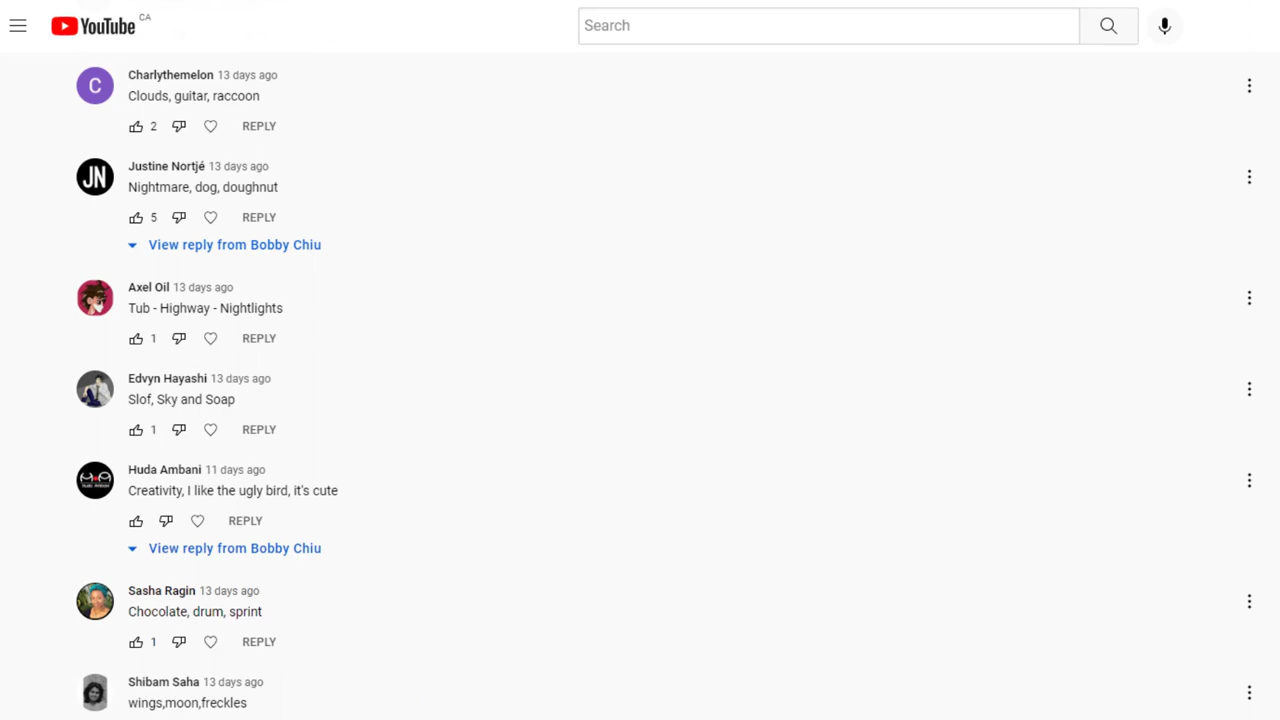 YouTube CA
Search
C
Charlythemelon 13 days ago
Clouds, guitar, raccoon
2 REPLY
JN
Justine Nortjé 13 days ago
Nightmare, dog, doughnut
5 REPLY
View reply from Bobby Chiu
Axel Oil 13 days ago
Tub - Highway - Nightlights
1 REPLY
Edvyn Hayashi 13 days ago
Slof, Sky and Soap
1 REPLY
Huda Ambani 11 days ago
Creativity, I like the ugly bird, it's cute
REPLY
View reply from Bobby Chiu
Sasha Ragin 13 days ago
Chocolate, drum, sprint
1 REPLY
Shibam Saha 13 days ago
wings,moon,freckles